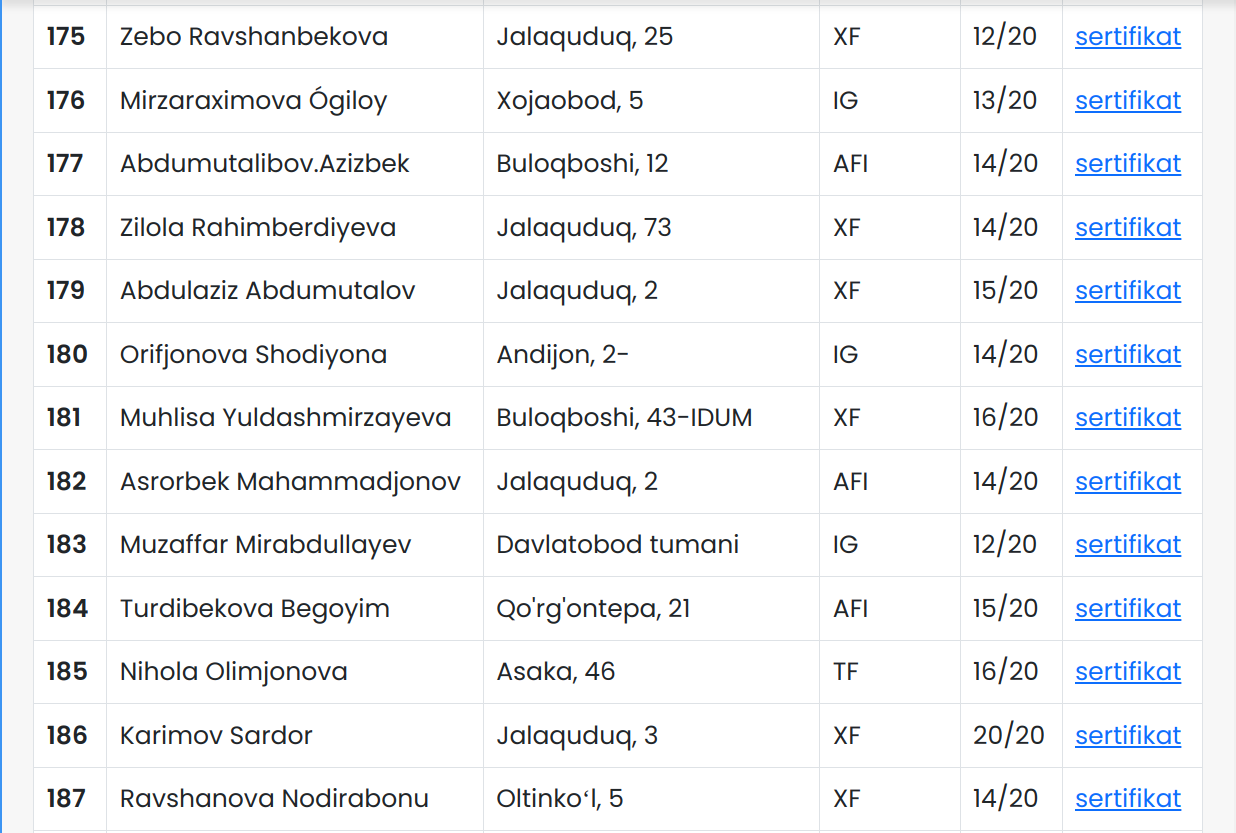 175 Zebo Ravshanbekova Jalaquduq, 25 XF 12/20 sertifikat
176 Mirzaraximova Ógiloy Xojaobod, 5 IG 13/20 sertifikat
177 Abdumutalibov.Azizbek Buloqboshi, 12 AFI 14/20 sertifikat
178 Zilola Rahimberdiyeva Jalaquduq, 73 XF 14/20 sertifikat
179 Abdulaziz Abdumutalov Jalaquduq, 2 XF 15/20 sertifikat
180 Orifjonova Shodiyona Andijon, 2- IG 14/20 sertifikat
181 Muhlisa Yuldashmirzayeva Buloqboshi, 43-IDUM XF 16/20 sertifikat
182 Asrorbek Mahammadjonov Jalaquduq, 2 AFI 14/20 sertifikat
183 Muzaffar Mirabdullayev Davlatobod tumani IG 12/20 sertifikat
184 Turdibekova Begoyim Qo'rg'ontepa, 21 AFI 15/20 sertifikat
185 Nihola Olimjonova Asaka, 46 TF 16/20 sertifikat
186 Karimov Sardor Jalaquduq, 3 XF 20/20 sertifikat
187 Ravshanova Nodirabonu Oltinkoʻl, 5 XF 14/20 sertifikat